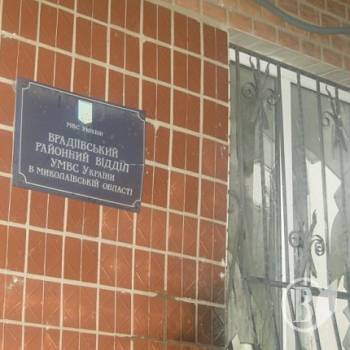 УМВС УКРАЇНИ
ВРАДІЇВСЬКИЙ
РАЙОННИЙ ВІДДІЛ
УМВС УКРАЇНИ
В МИКОЛАЇВСЬКІЙ ОБЛАСТІ
В